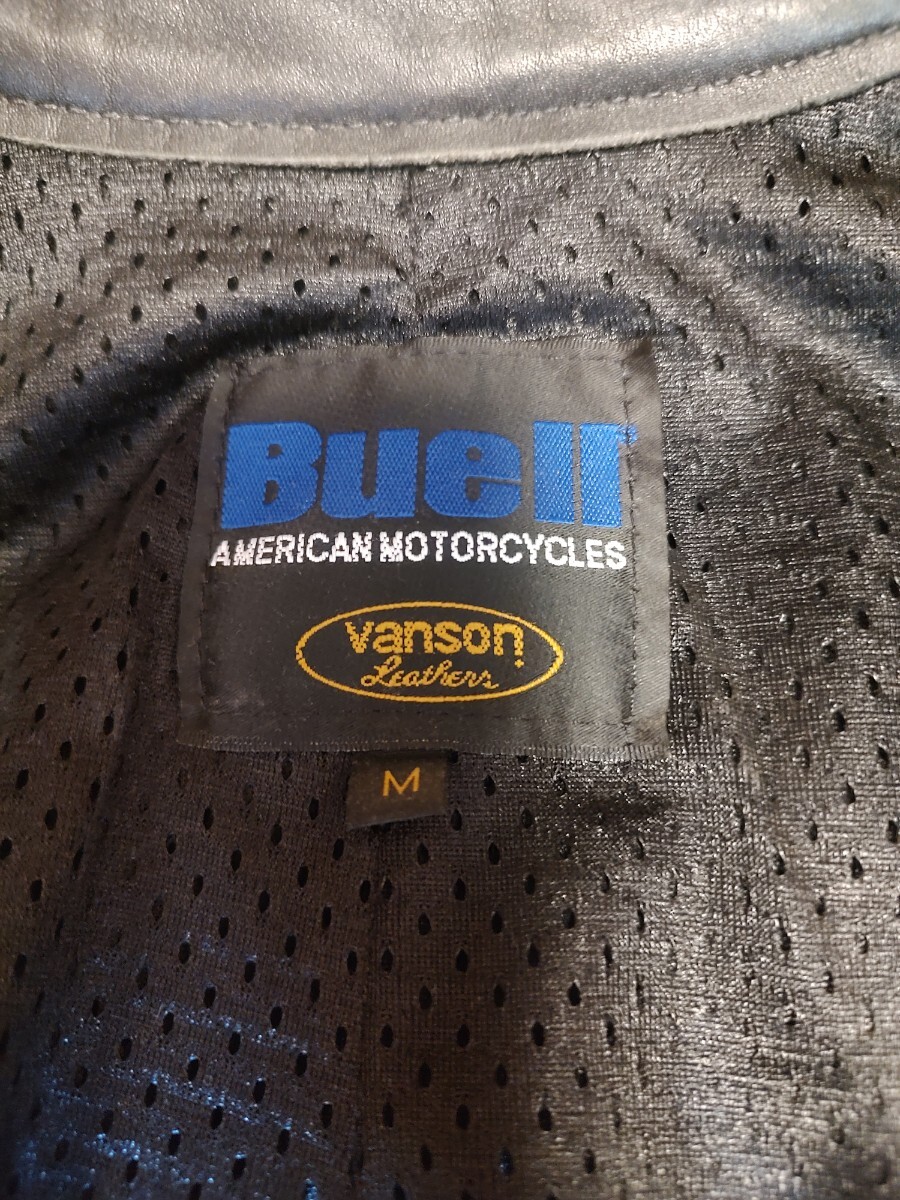 Buell
AMERICAN MOTORCYCLES
vanson
Leathers
M